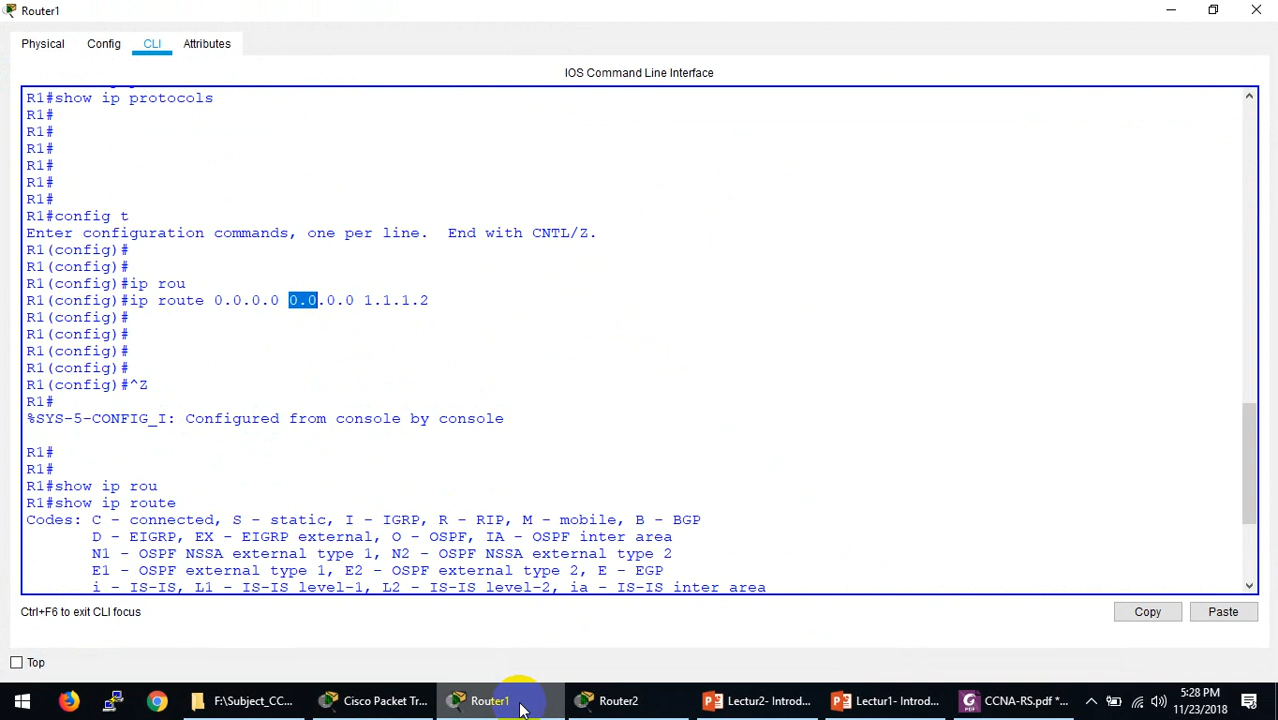 Router1
Physical Config CLI Attributes
IOS Command Line Interface
R1#show ip protocols
R1#
R1#
R1#
R1#
R1#
R1#
R1#config t
Enter configuration commands, one per line.  End with CNTL/Z.
R1(config)#
R1(config)#
R1(config)#ip rou
R1(config)#ip route 0.0.0.0 0.0.0.0 1.1.1.2
R1(config)#
R1(config)#
R1(config)#
R1(config)#
R1(config)#^Z
R1#
%SYS-5-CONFIG_I: Configured from console by console
R1#
R1#
R1#show ip rou
R1#show ip route
Codes: C - connected, S - static, I - IGRP, R - RIP, M - mobile, B - BGP
D - EIGRP, EX - EIGRP external, O - OSPF, IA - OSPF inter area
N1 - OSPF NSSA external type 1, N2 - OSPF NSSA external type 2
E1 - OSPF external type 1, E2 - OSPF external type 2, E - EGP
i - IS-IS, L1 - IS-IS level-1, L2 - IS-IS level-2, ia - IS-IS inter area
Ctrl+F6 to exit CLI focus
Copy Paste
Top
F:\Subject_CC... Cisco Packet Tr... Router1 Router2 Lectur2- Introd... Lectur1- Introd... CCNA-RS.pdf *... 5:28 PM
11/23/2018